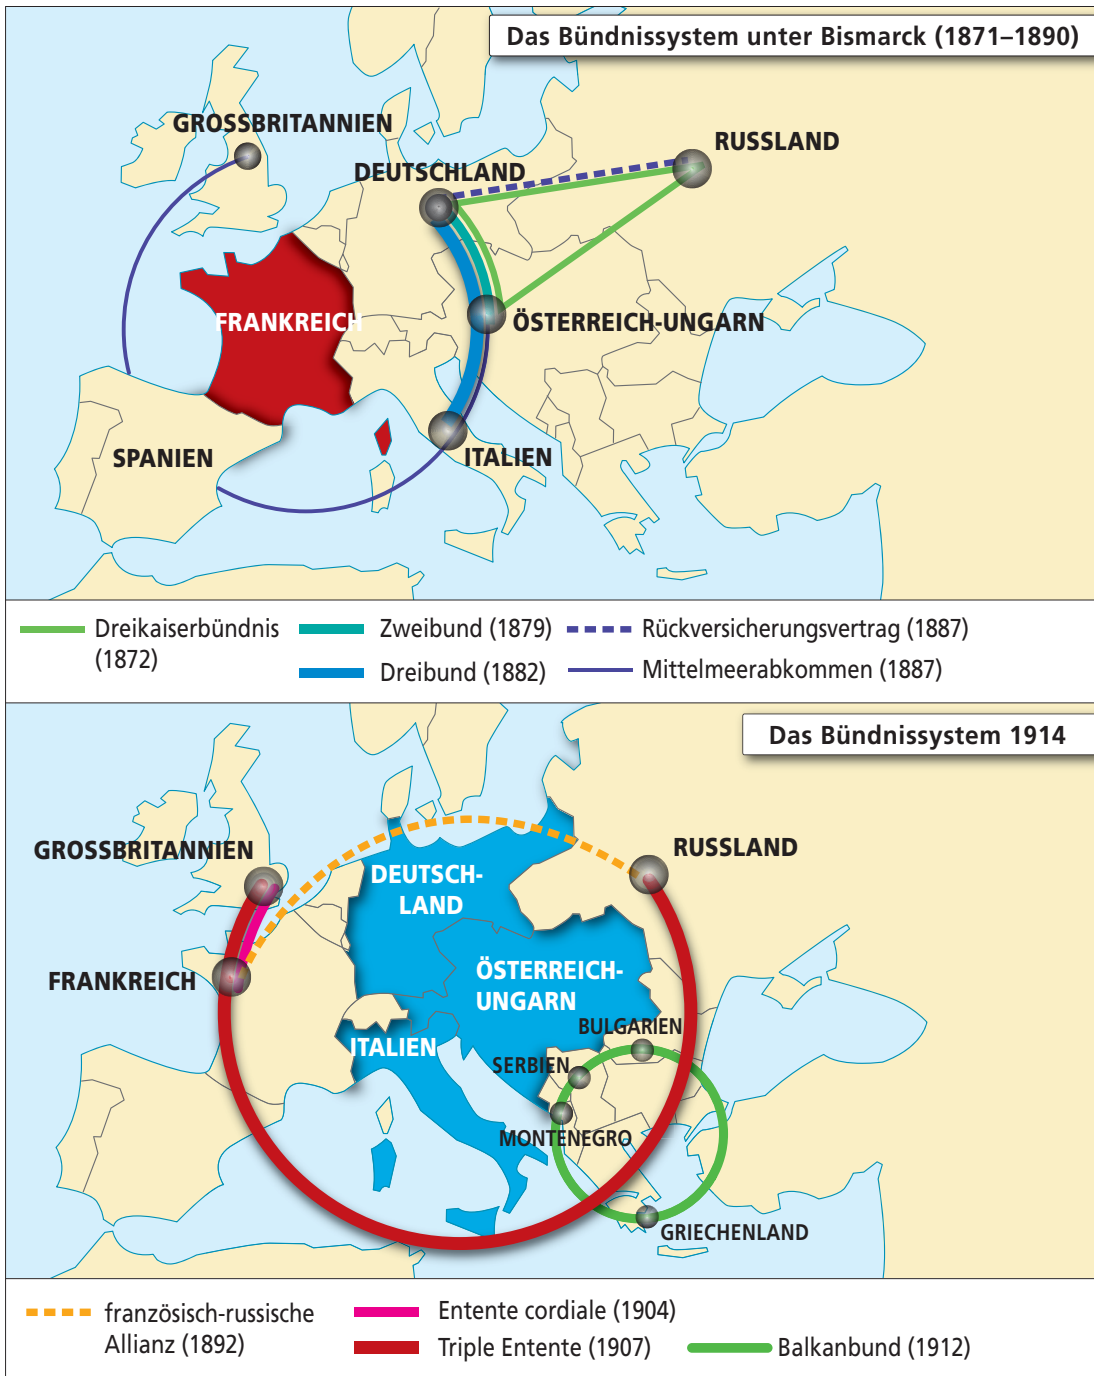 Das Bündnissystem unter Bismarck (1871–1890)
GROSSBRITANNIEN
RUSSLAND
DEUTSCHLAND
FRANKREICH
ÖSTERREICH-UNGARN
SPANIEN
ITALIEN
Dreikaiserbündnis
(1872)
Zweibund (1879)
Dreibund (1882)
Rückversicherungsvertrag (1887)
Mittelmeerabkommen (1887)
Das Bündnissystem 1914
GROSSBRITANNIEN
RUSSLAND
DEUTSCH-
LAND
FRANKREICH
ÖSTERREICH-
UNGARN
BULGARIEN
ITALIEN
SERBIEN
MONTENEGRO
GRIECHENLAND
französisch-russische
Allianz (1892)
Entente cordiale (1904)
Triple Entente (1907)
Balkanbund (1912)